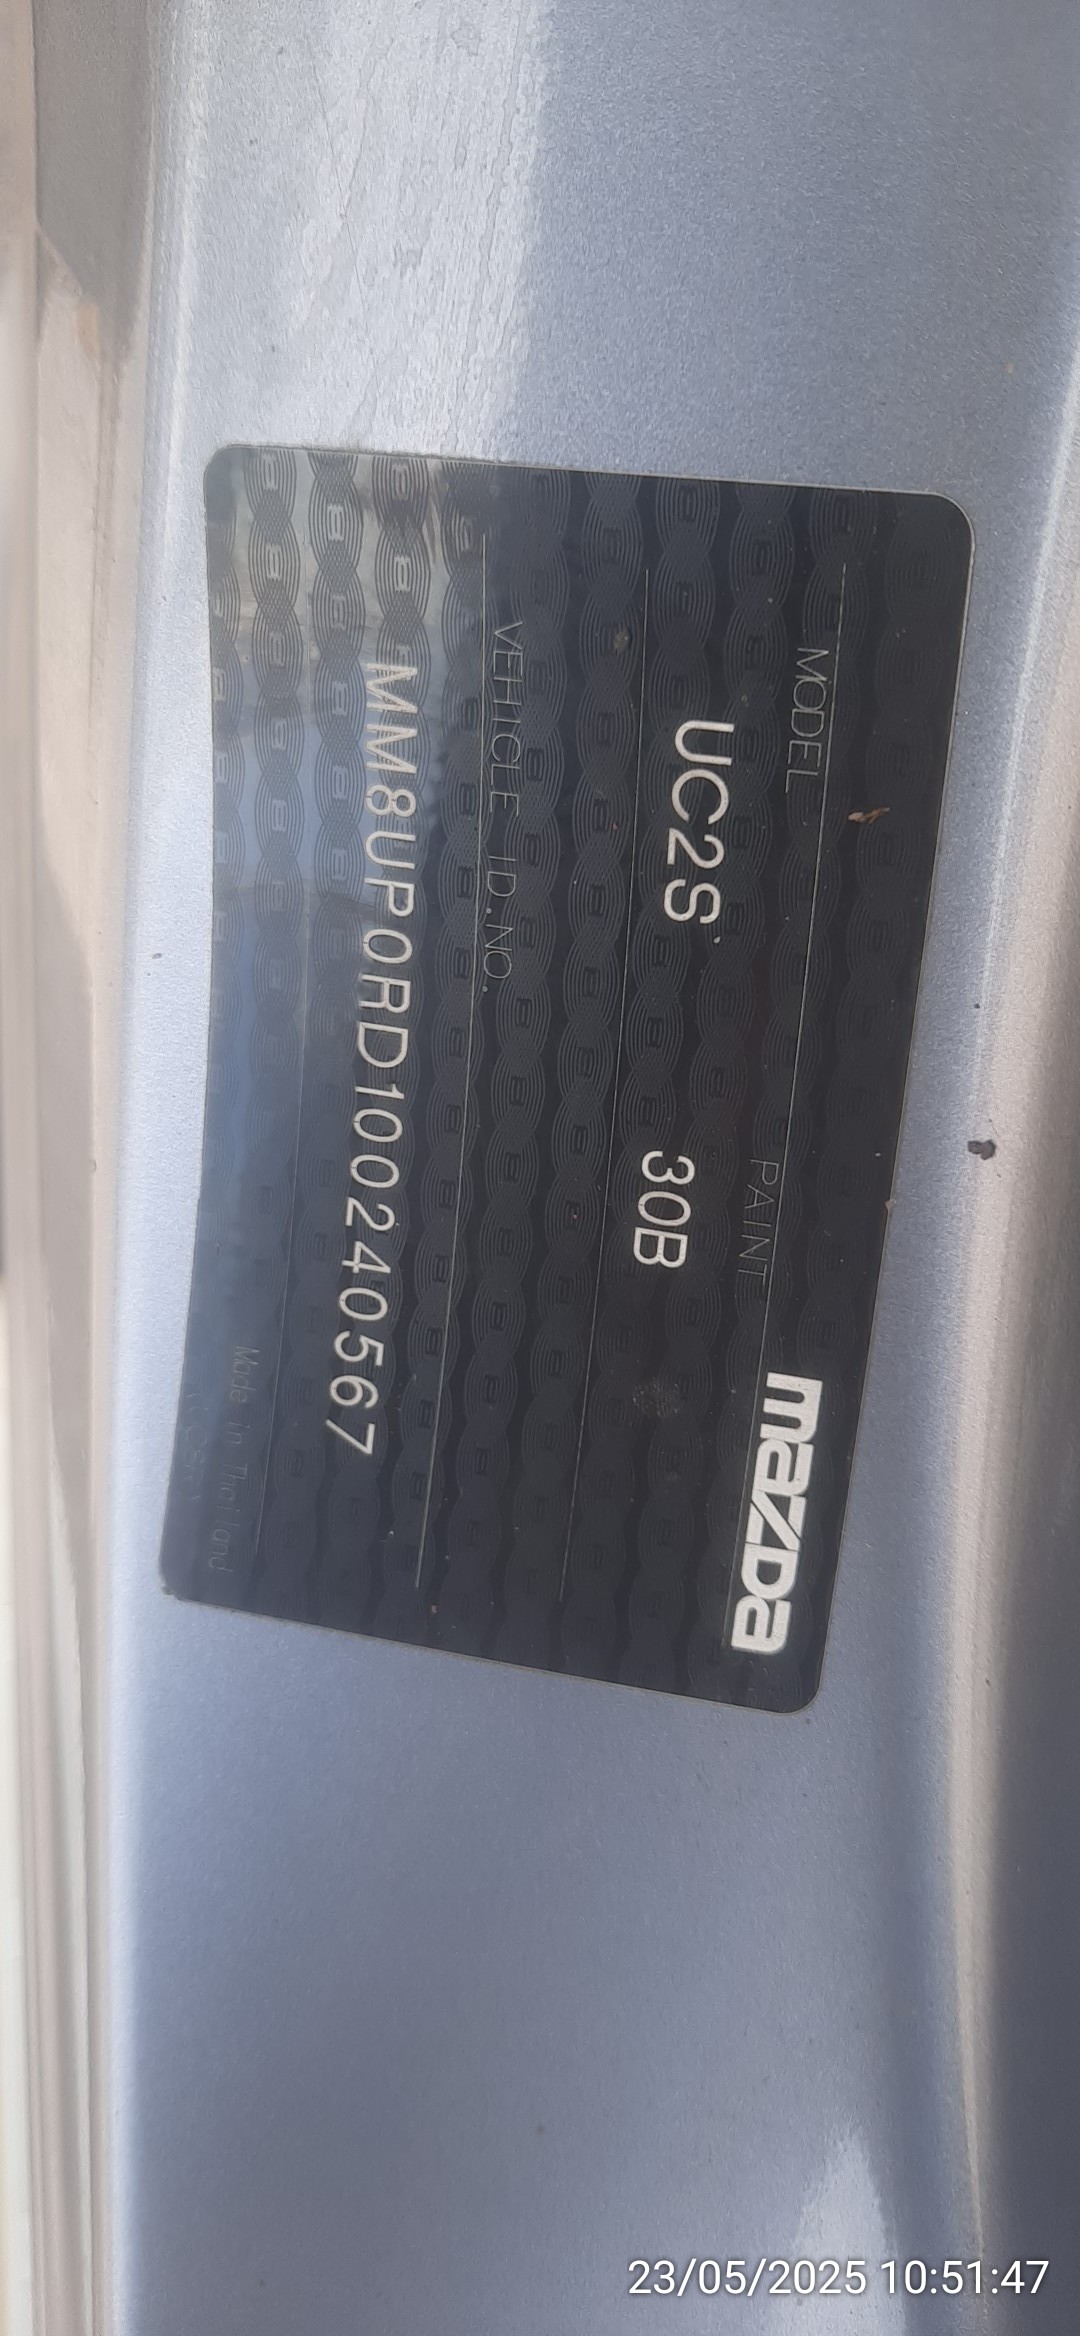 mazda
MODEL PAINT
UC2S 30B
VEHICLE ID.NO.
MM8UP0RD100240567
Made in Thailand
23/05/2025 10:51:47